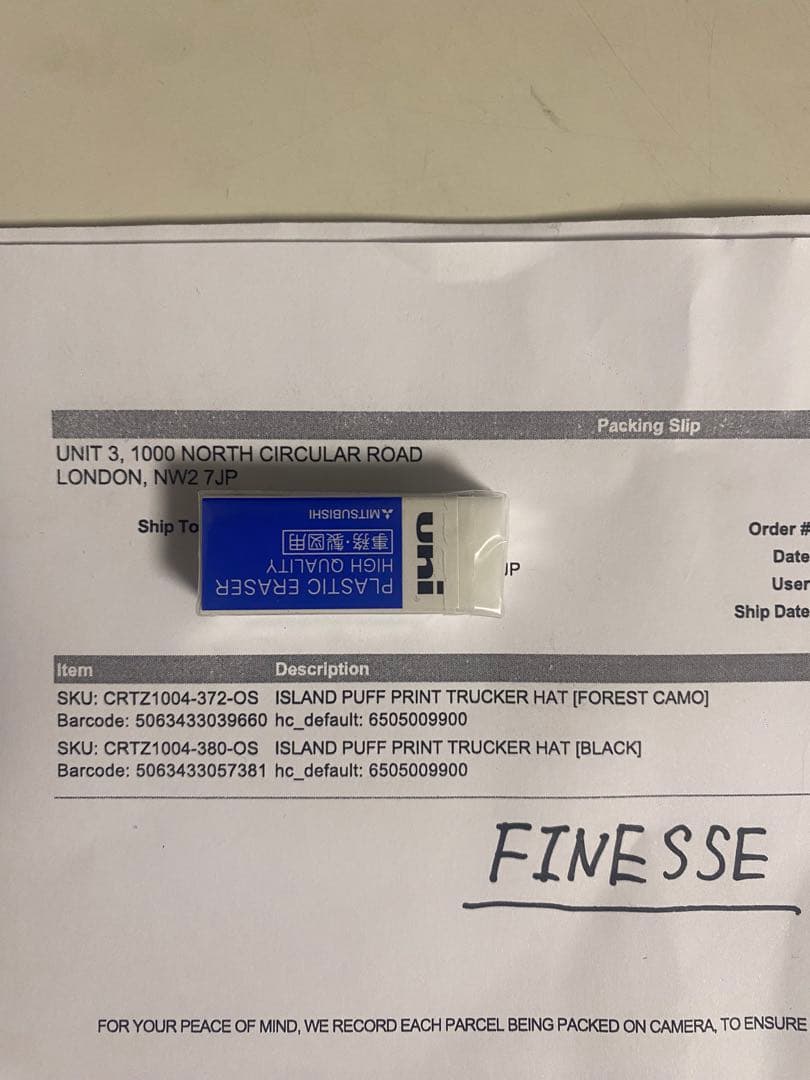 Packing Slip
UNIT 3, 1000 NORTH CIRCULAR ROAD
LONDON, NW2 7JP
Ship To
JP
Order #
Date
User
Ship Date
PLASTIC ERASER
HIGH QUALITY
事務・製図用
MITSUBISHI
uni
Item Description
SKU: CRTZ1004-372-OS ISLAND PUFF PRINT TRUCKER HAT [FOREST CAMO]
Barcode: 5063433039660 hc_default: 6505009900
SKU: CRTZ1004-380-OS ISLAND PUFF PRINT TRUCKER HAT [BLACK]
Barcode: 5063433057381 hc_default: 6505009900
FINESSE
FOR YOUR PEACE OF MIND, WE RECORD EACH PARCEL BEING PACKED ON CAMERA, TO ENSURE